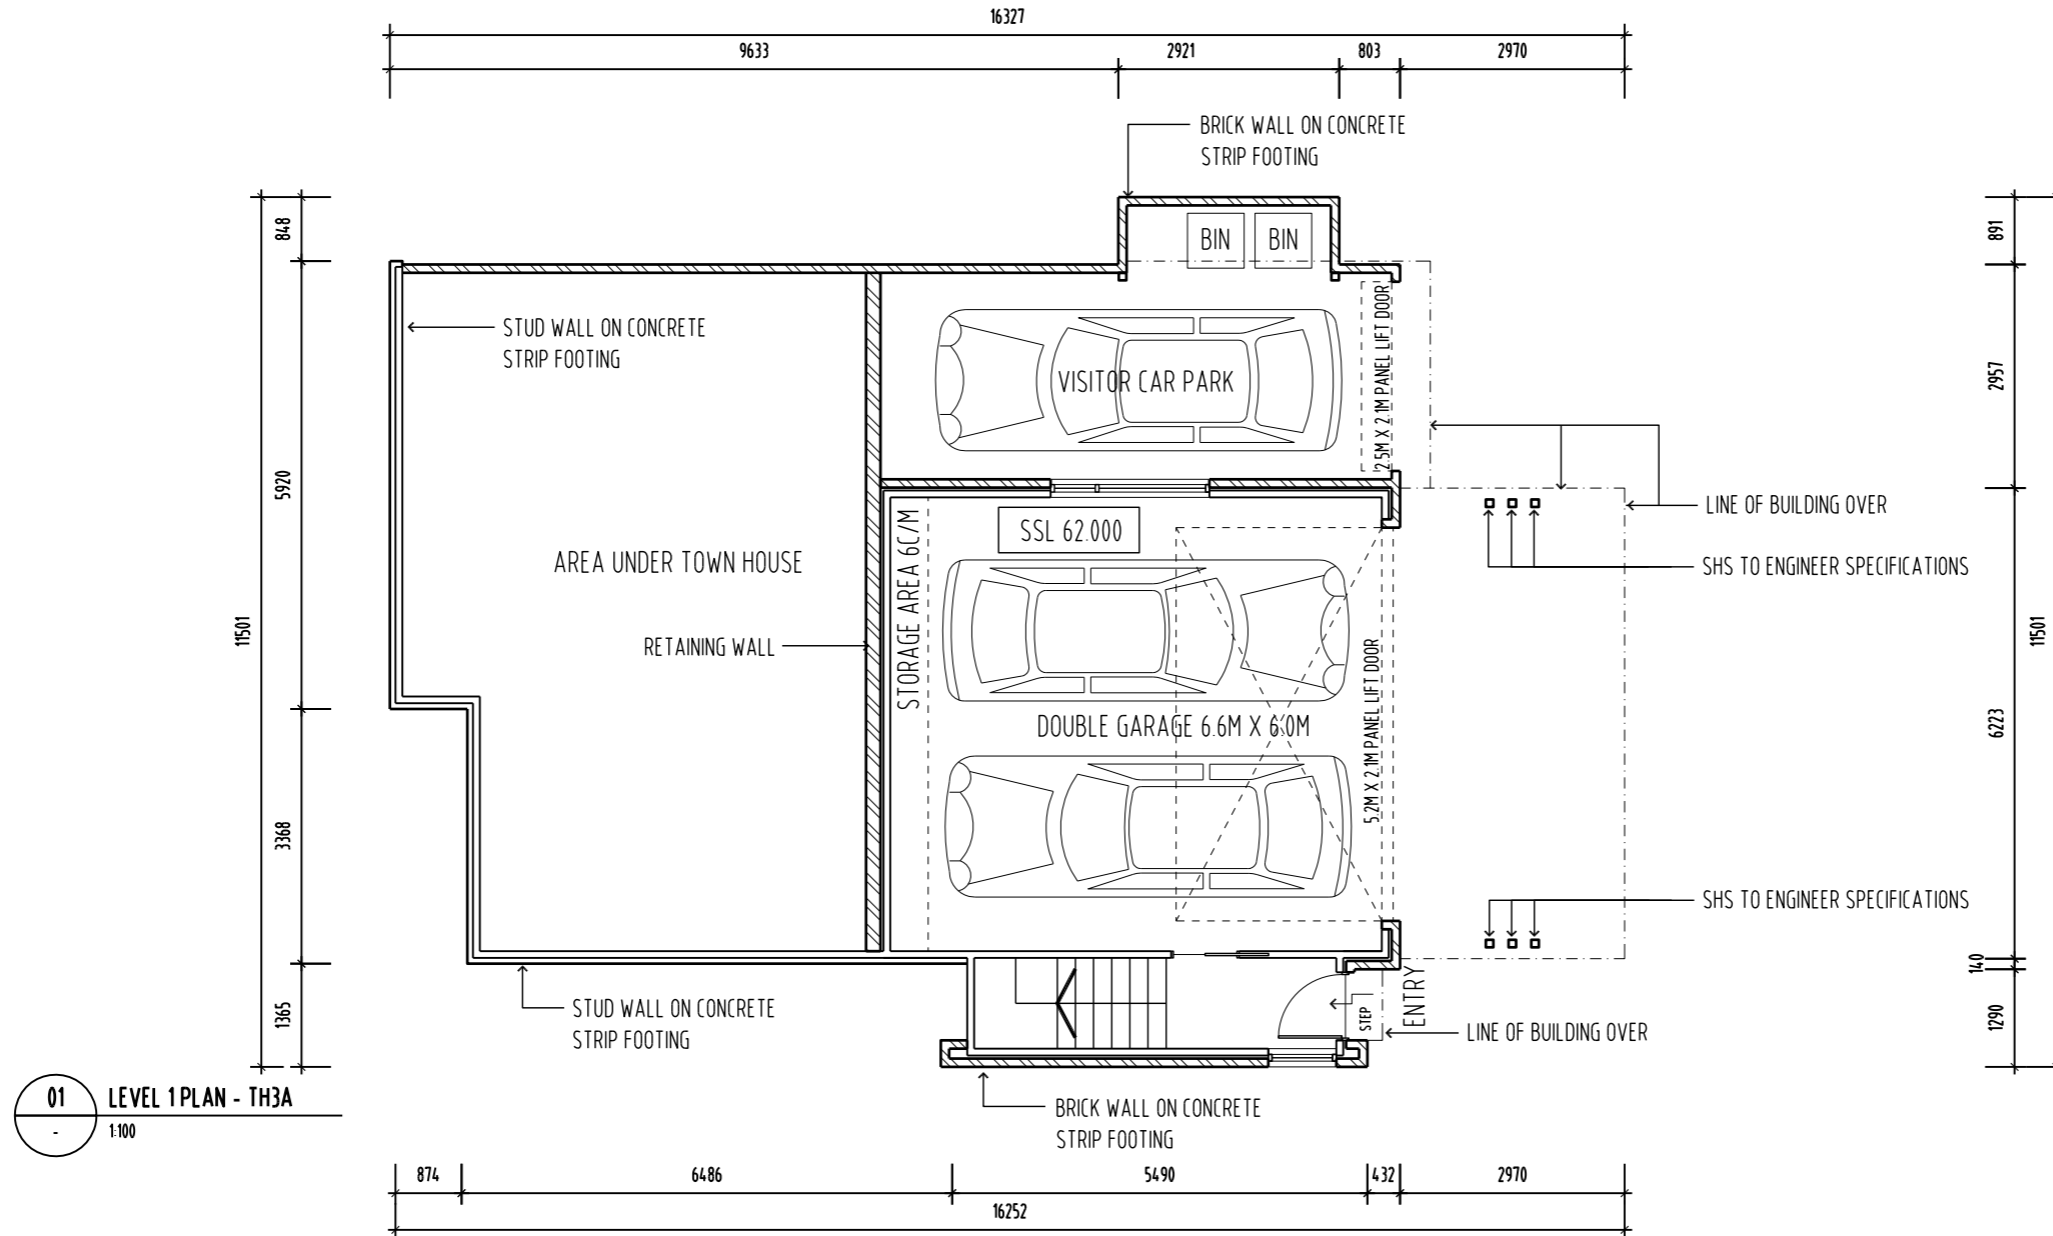 16327
9633
2921
803
2970
BRICK WALL ON CONCRETE
STRIP FOOTING
848
891
BIN
BIN
STUD WALL ON CONCRETE
STRIP FOOTING
VISITOR CAR PARK
2.5M X 2.1M PANEL LIFT DOOR
2957
5920
LINE OF BUILDING OVER
SSL 62.000
STORAGE AREA 6C/M
AREA UNDER TOWN HOUSE
SHS TO ENGINEER SPECIFICATIONS
11501
11501
RETAINING WALL
5.2M X 2.1M PANEL LIFT DOOR
DOUBLE GARAGE 6.6M X 6.0M
6223
3368
SHS TO ENGINEER SPECIFICATIONS
140
ENTRY
STEP
1365
1290
STUD WALL ON CONCRETE
STRIP FOOTING
LINE OF BUILDING OVER
01
-
LEVEL 1 PLAN - TH3A
1:100
BRICK WALL ON CONCRETE
STRIP FOOTING
874
6486
5490
432
2970
16252